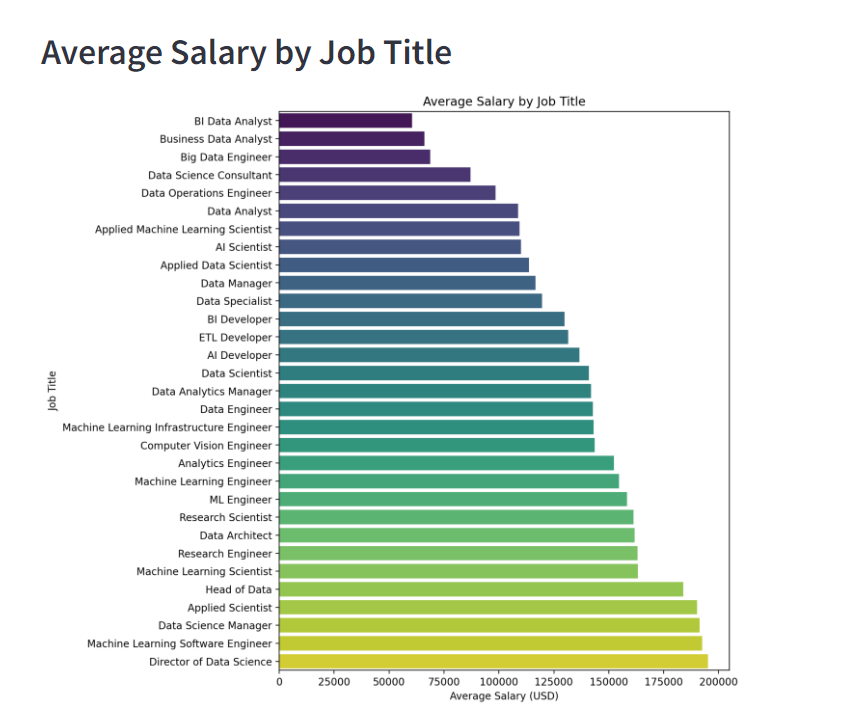 Average Salary by Job Title
Average Salary by Job Title
BI Data Analyst
Business Data Analyst
Big Data Engineer
Data Science Consultant
Data Operations Engineer
Data Analyst
Applied Machine Learning Scientist
AI Scientist
Applied Data Scientist
Data Manager
Data Specialist
BI Developer
ETL Developer
AI Developer
Data Scientist
Data Analytics Manager
Data Engineer
Machine Learning Infrastructure Engineer
Computer Vision Engineer
Analytics Engineer
Machine Learning Engineer
ML Engineer
Research Scientist
Data Architect
Research Engineer
Machine Learning Scientist
Head of Data
Applied Scientist
Data Science Manager
Machine Learning Software Engineer
Director of Data Science
Job Title
0 25000 50000 75000 100000 125000 150000 175000 200000
Average Salary (USD)